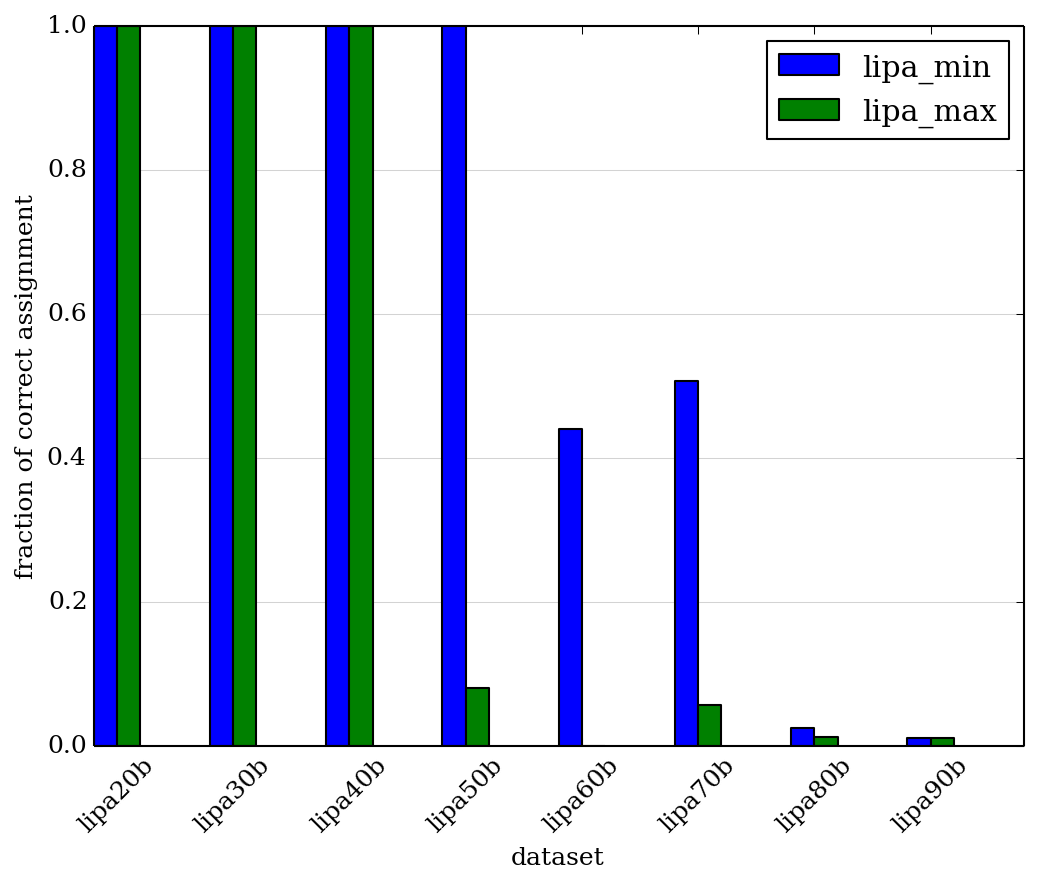 1.0
0.8
0.6
0.4
0.2
0.0
fraction of correct assignment
lipa_min
lipa_max
lipa20b
lipa30b
lipa40b
lipa50b
lipa60b
lipa70b
lipa80b
lipa90b
dataset